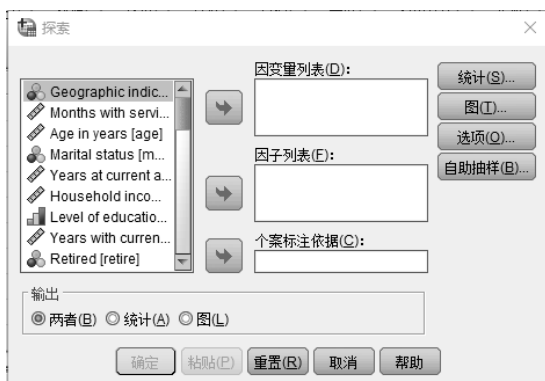 探索
Geographic indic...
Months with servi...
Age in years [age]
Marital status [m...
Years at current a...
Household inco...
Level of educatio...
Years with curren...
Retired [retire]
因变量列表(D):
因子列表(F):
个案标注依据(C):
统计(S)...
图(T)...
选项(O)...
自助抽样(B)...
输出
两者(B) 统计(A) 图(L)
确定 粘贴(P) 重置(R) 取消 帮助